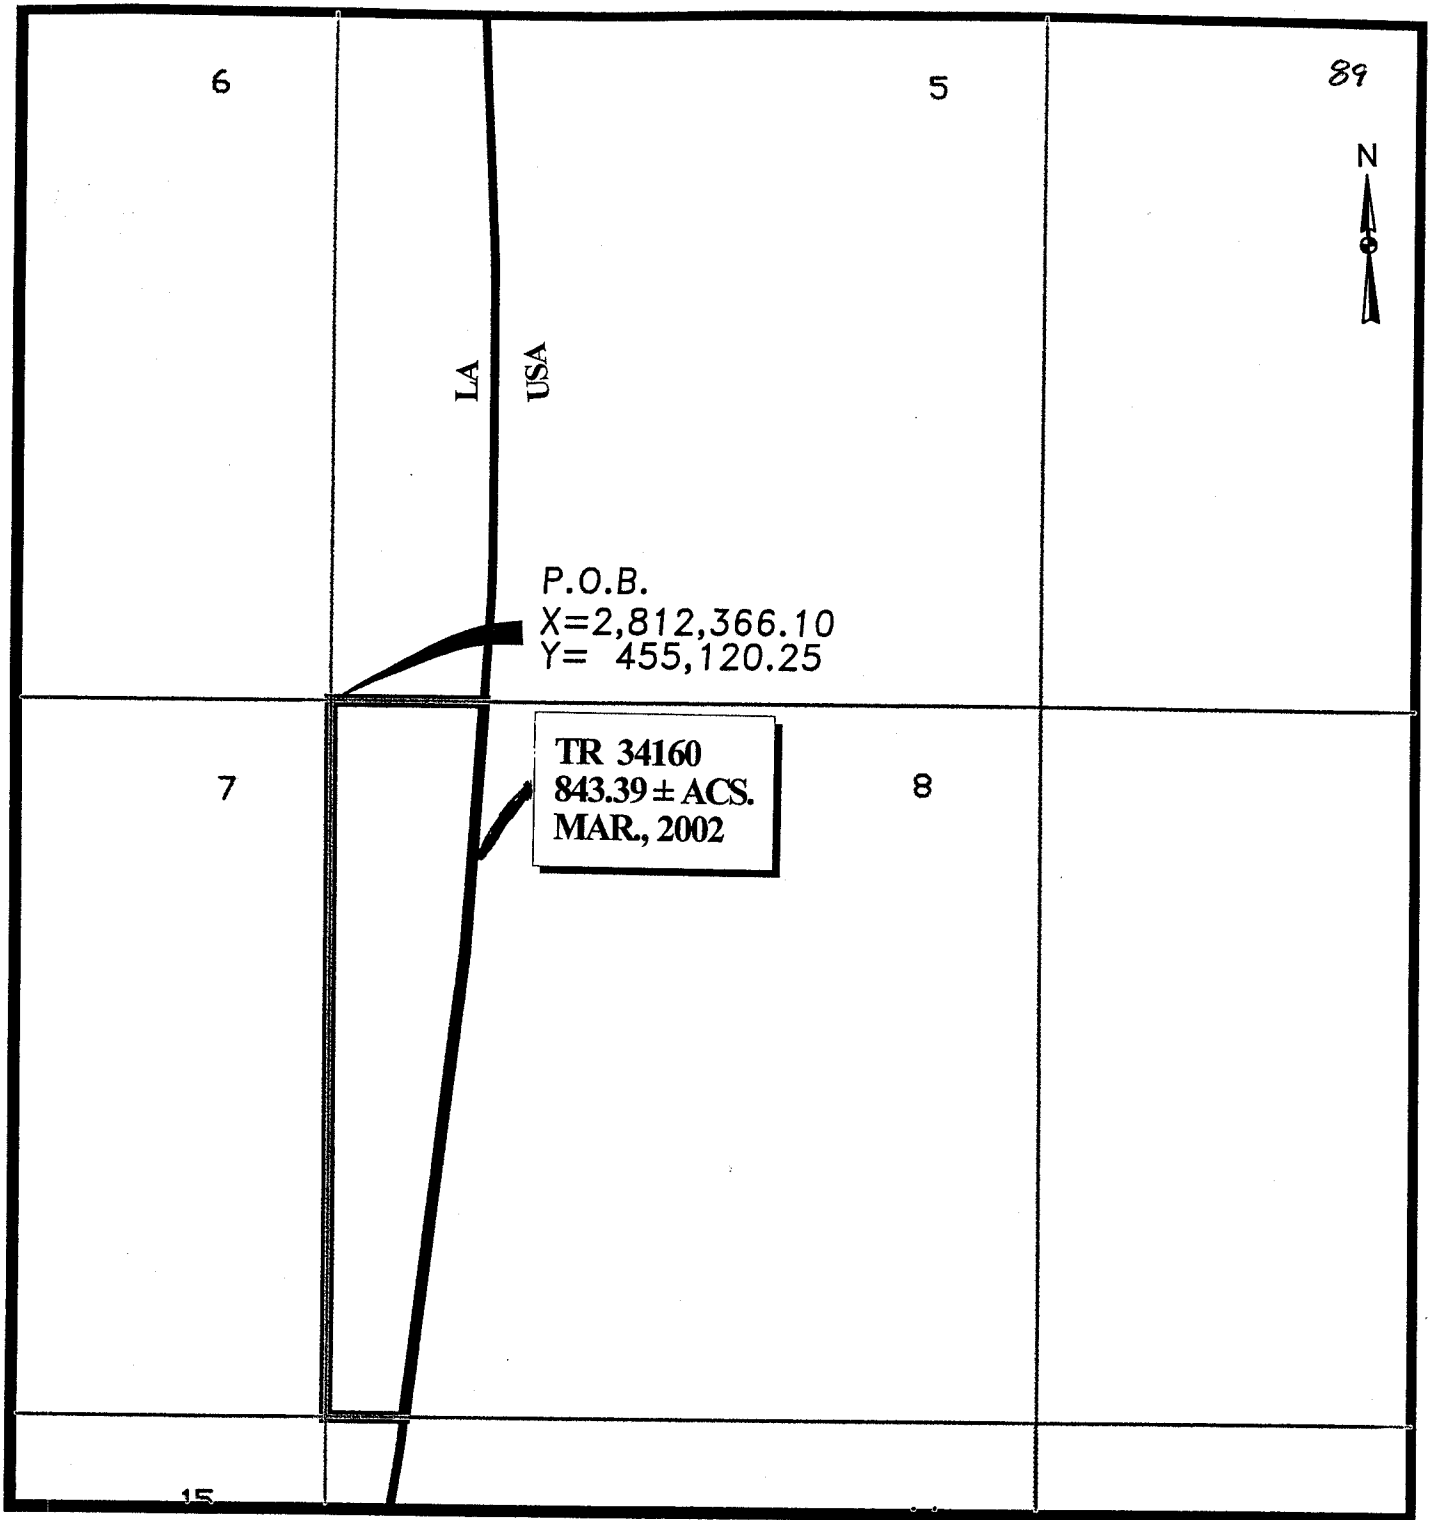 6
5
89
N
LA
USA
P.O.B.
X=2,812,366.10
Y= 455,120.25
TR 34160
843.39 ± ACS.
MAR., 2002
7
8
15